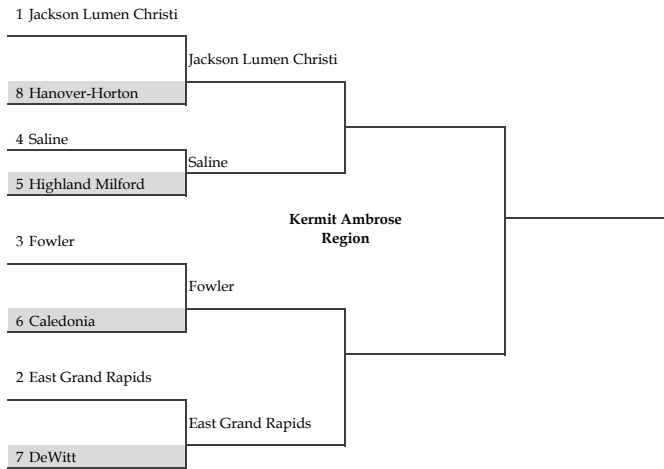 1 Jackson Lumen Christi
Jackson Lumen Christi
8 Hanover-Horton
4 Saline
Saline
5 Highland Milford
Kermit Ambrose
Region
3 Fowler
Fowler
6 Caledonia
2 East Grand Rapids
East Grand Rapids
7 DeWitt